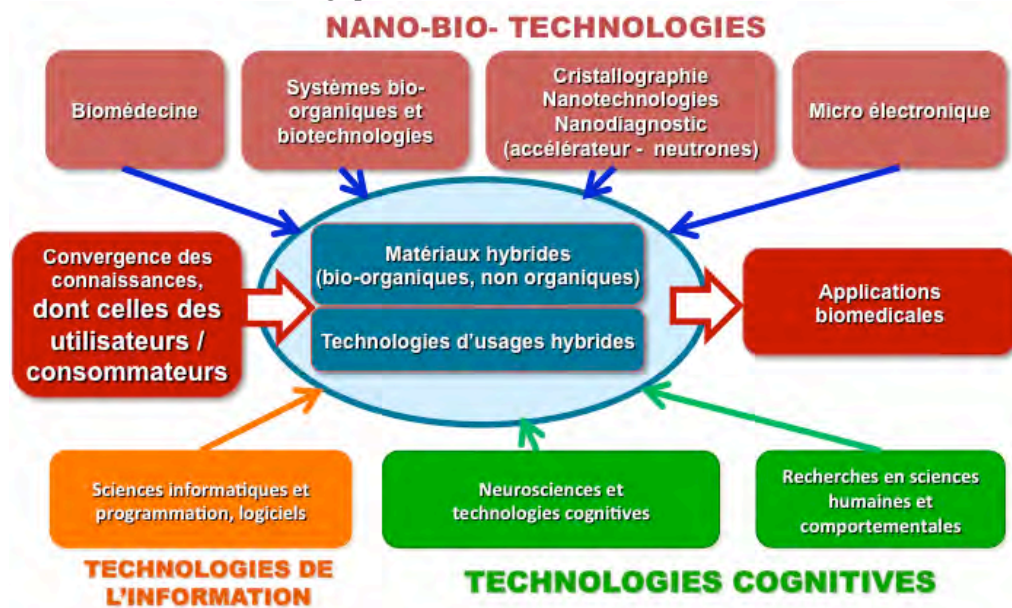 NANO-BIO- TECHNOLOGIES
Biomédecine
Systèmes bio-
organiques et
biotechnologies
Cristallographie
Nanotechnologies
Nanodiagnostic
(accélérateur - neutrones)
Micro électronique
Convergence des
connaissances,
dont celles des
utilisateurs /
consommateurs
Matériaux hybrides
(bio-organiques, non organiques)
Technologies d'usages hybrides
Applications
biomedicales
Sciences informatiques et
programmation, logiciels
Neurosciences et
technologies cognitives
Recherches en sciences
humaines et
comportementales
TECHNOLOGIES DE
L'INFORMATION
TECHNOLOGIES COGNITIVES